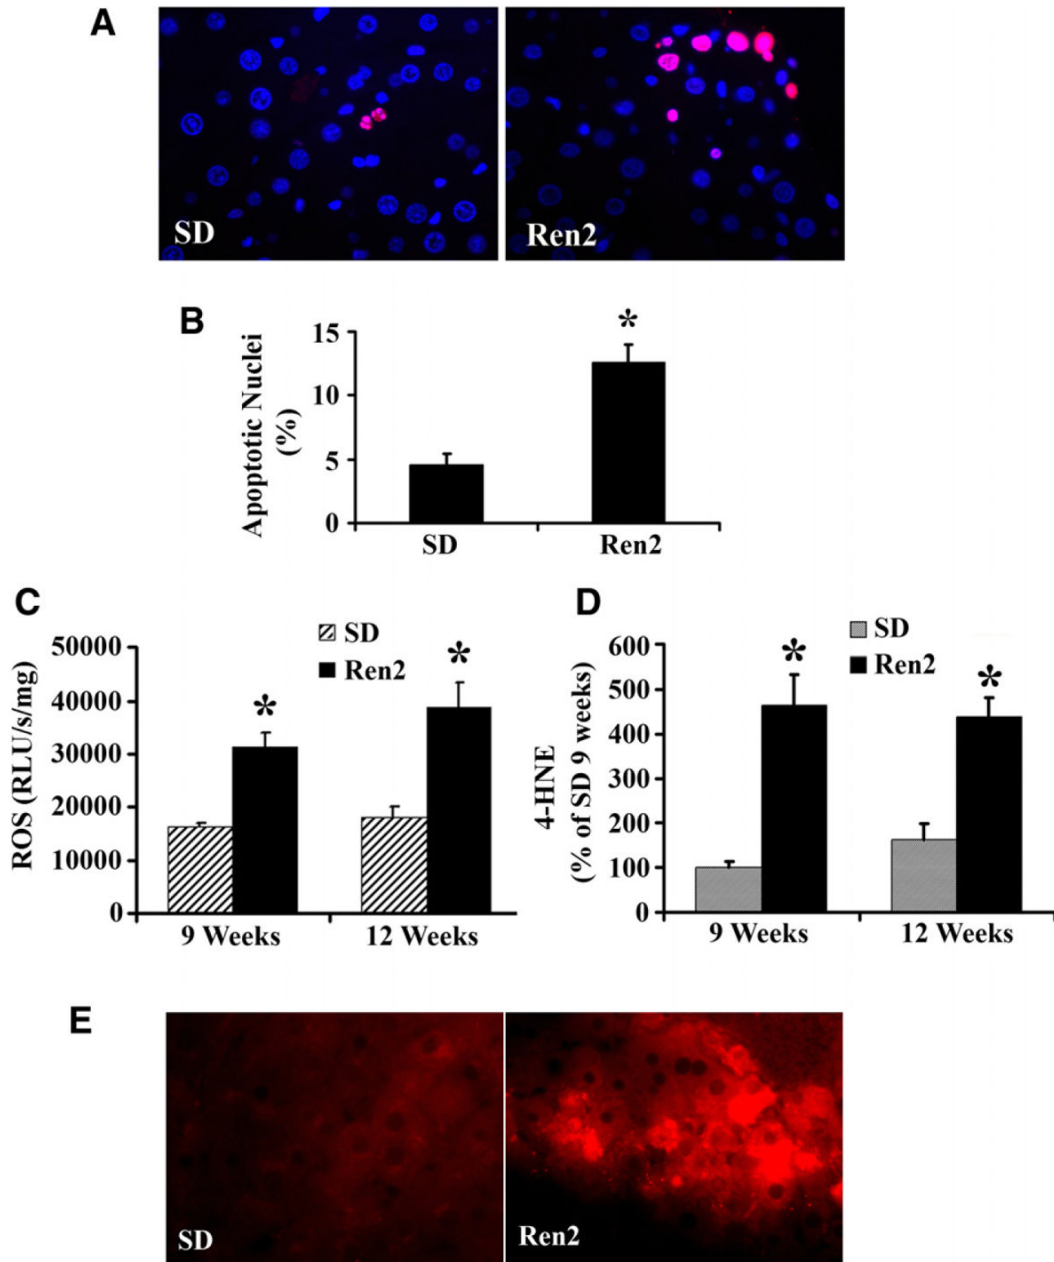 A
SD
Ren2
B
Apoptotic Nuclei
(%)
15
10
5
0
*
SD
Ren2
C
ROS (RLU/s/mg)
50000
40000
30000
20000
10000
0
SD
Ren2
*
*
9 Weeks
12 Weeks
D
4-HNE
(% of SD 9 weeks)
600
500
400
300
200
100
0
SD
Ren2
*
*
9 Weeks
12 Weeks
E
SD
Ren2